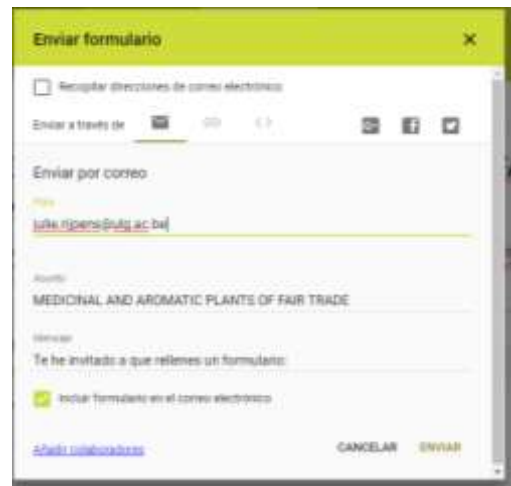 Enviar formulario
Recopilar direcciones de correo electrónico
Enviar a través de
Enviar por correo
Para
julie.rijpens@ulg.ac.be
Asunto
MEDICINAL AND AROMATIC PLANTS OF FAIR TRADE
Mensaje
Te he invitado a que rellenes un formulario:
Incluir formulario en el correo electrónico
Añadir colaboradores
CANCELAR ENVIAR